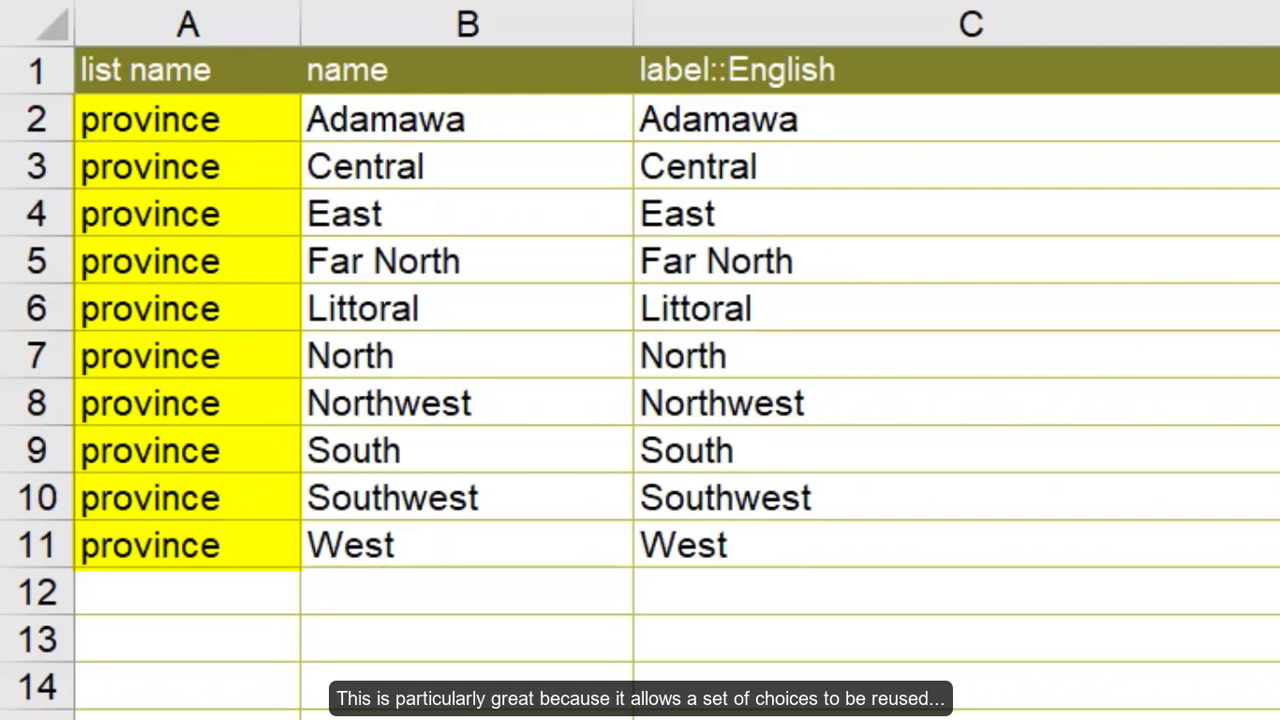 A B C
1 list name name label::English
2 province Adamawa Adamawa
3 province Central Central
4 province East East
5 province Far North Far North
6 province Littoral Littoral
7 province North North
8 province Northwest Northwest
9 province South South
10 province Southwest Southwest
11 province West West
12
13
14
This is particularly great because it allows a set of choices to be reused…